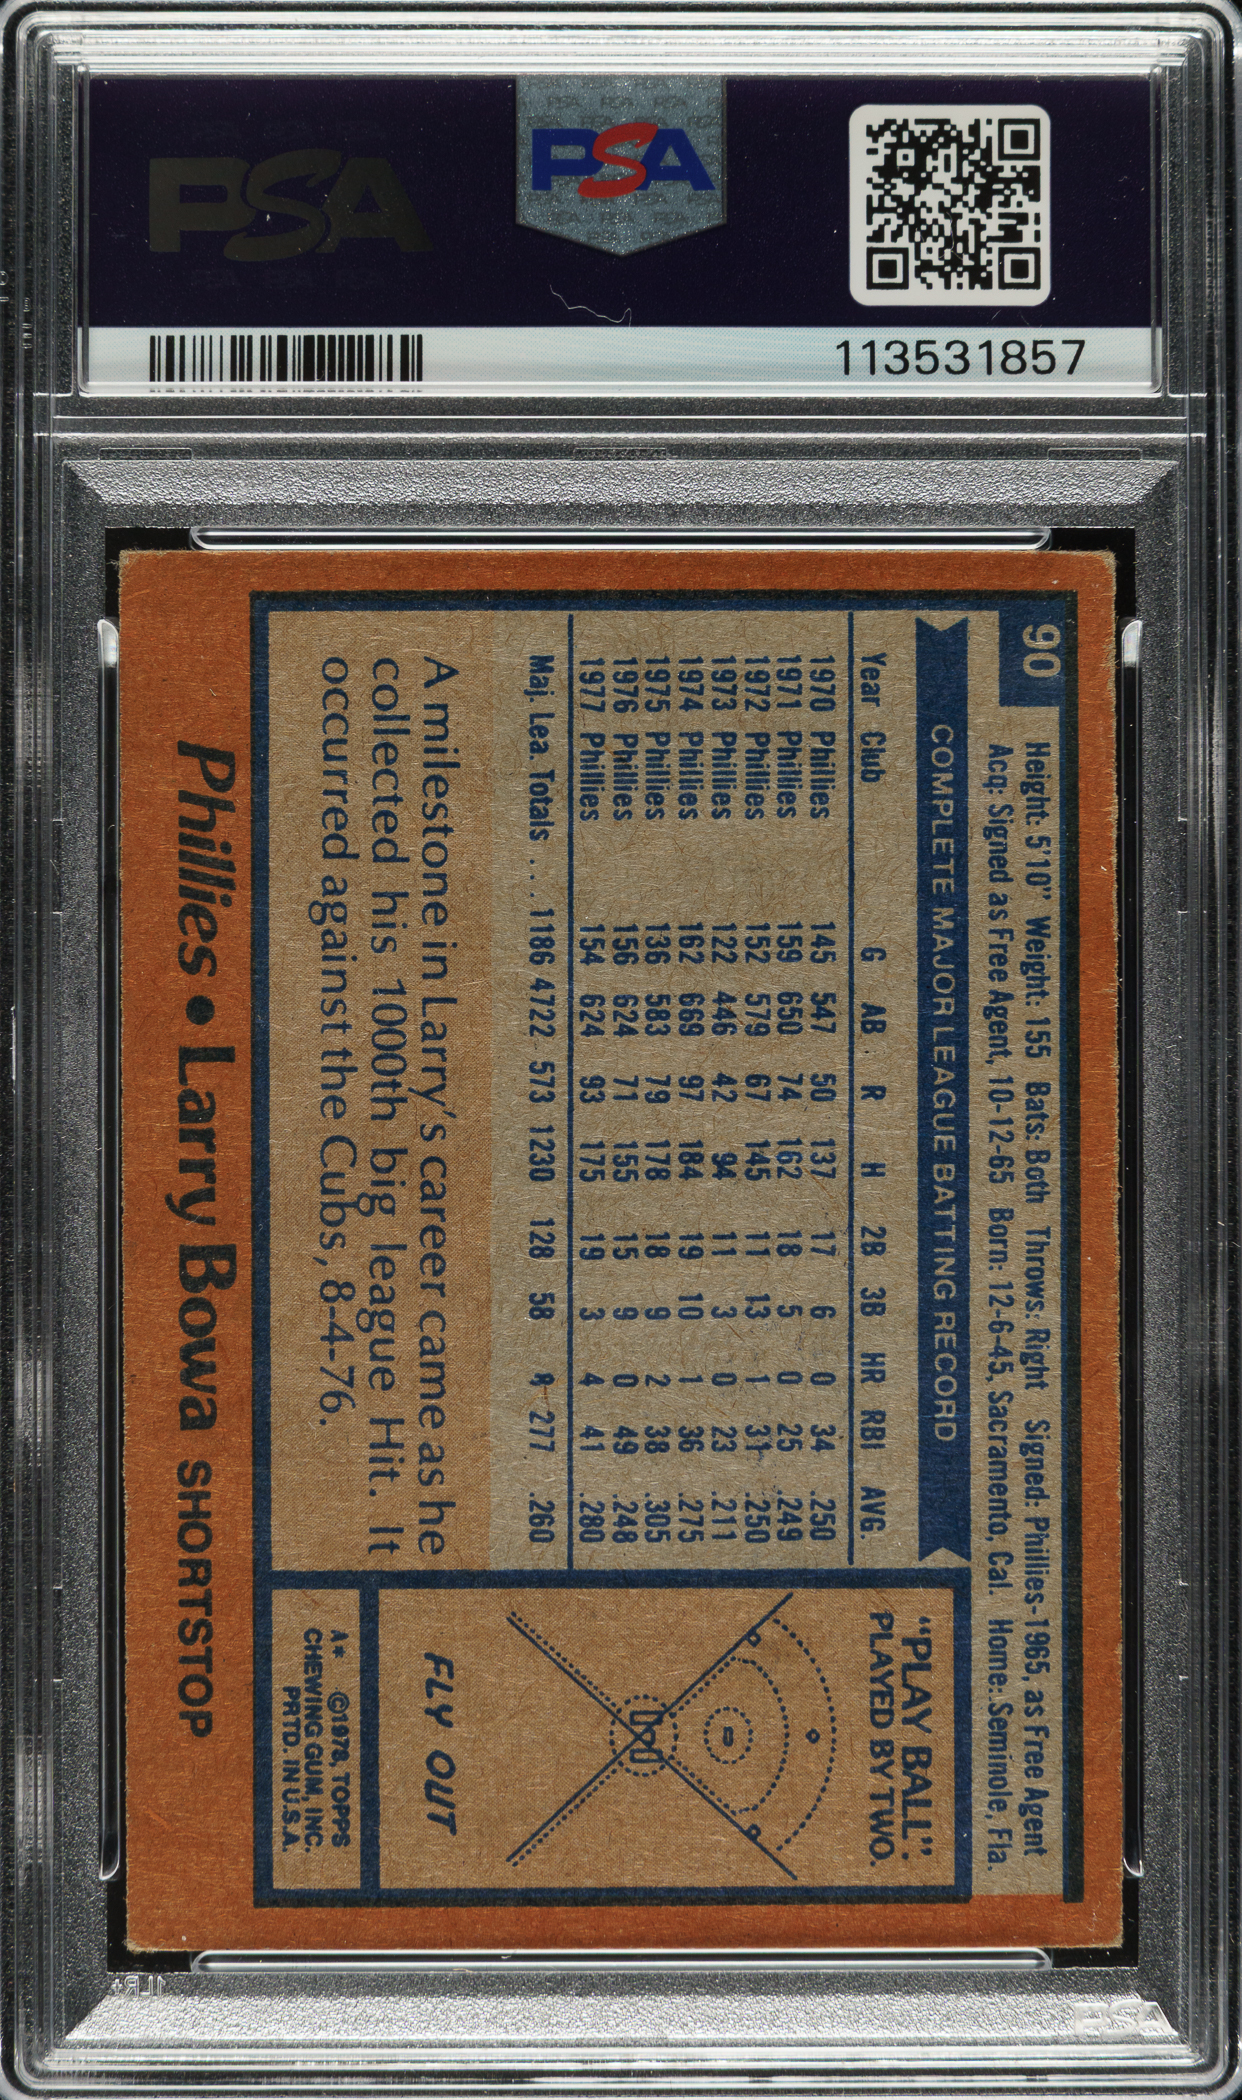 PSA
PSA
113531857
90
Height: 5'10" Weight: 155 Bats: Both Throws: Right Signed: Phillies-1965, as Free Agent
Acq: Signed as Free Agent, 10-12-65 Born: 12-6-45, Sacramento, Cal. Home: Seminole, Fla.
COMPLETE MAJOR LEAGUE BATTING RECORD
Year Club G AB R H 2B 3B HR RBI AVG.
1970 Phillies 145 547 50 137 17 6 0 34 .250
1971 Phillies 159 650 74 162 18 5 0 25 .249
1972 Phillies 152 579 67 145 11 13 1 31 .250
1973 Phillies 122 446 42 94 11 3 0 23 .211
1974 Phillies 162 669 97 184 19 10 1 36 .275
1975 Phillies 136 583 79 178 18 9 2 38 .305
1976 Phillies 156 624 71 155 15 9 0 49 .248
1977 Phillies 154 624 93 175 19 3 4 41 .280
Maj. Lea. Totals . . . 1186 4722 573 1230 128 58 8 277 .260
A milestone in Larry's career came as he
collected his 1000th big league Hit. It
occurred against the Cubs, 8-4-76.
"PLAY BALL"
PLAYED BY TWO.
FLY OUT
A* ©1978, TOPPS
CHEWING GUM, INC.
PRTD. IN U.S.A.
Phillies • Larry Bowa SHORTSTOP
PSA